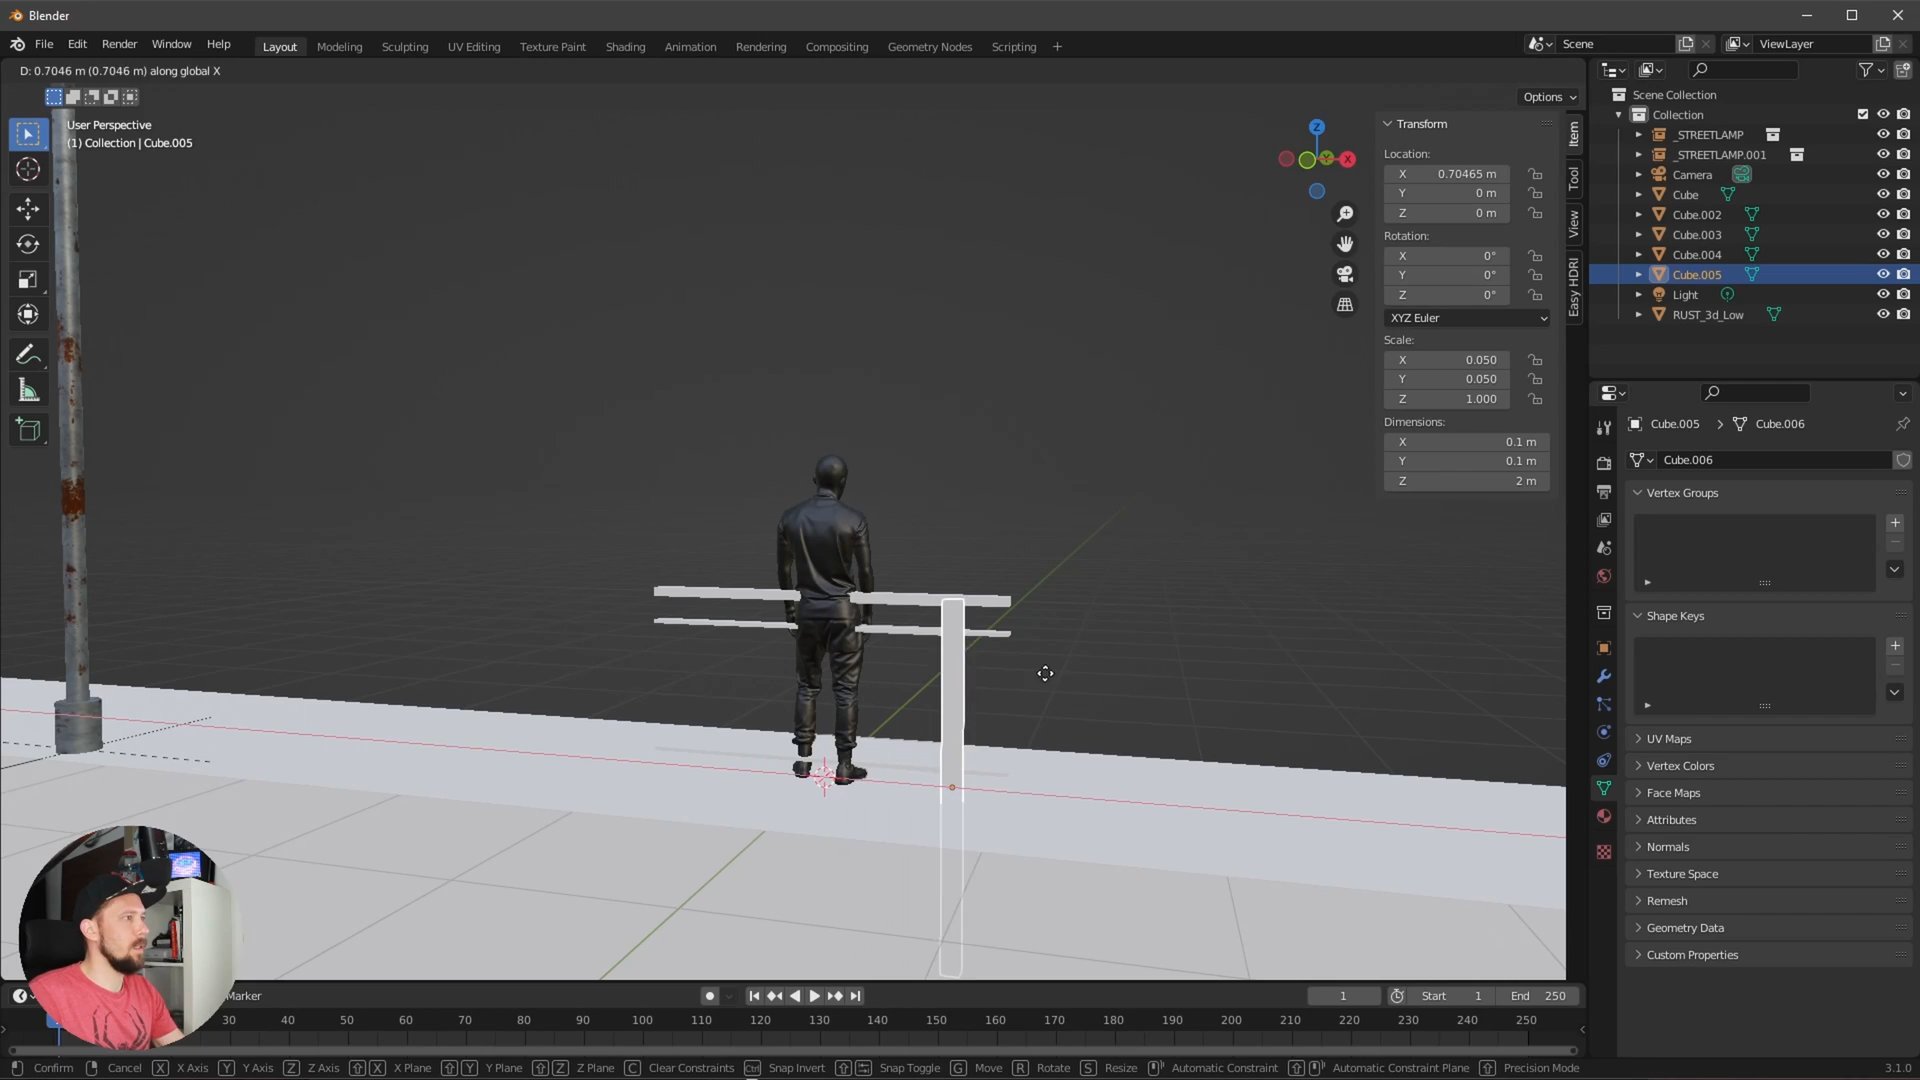 Blender
File Edit Render Window Help Layout Modeling Sculpting UV Editing Texture Paint Shading Animation Rendering Compositing Geometry Nodes Scripting + Scene ViewLayer
D: 0.7046 m (0.7046 m) along global X
Options
User Perspective
(1) Collection | Cube.005
Z
X
Transform
Location:
X 0.70465 m
Y 0 m
Z 0 m
Rotation:
X 0°
Y 0°
Z 0°
XYZ Euler
Scale:
X 0.050
Y 0.050
Z 1.000
Dimensions:
X 0.1 m
Y 0.1 m
Z 2 m
Item
Tool
View
Easy HDRI
Scene Collection
Collection
_STREETLAMP
_STREETLAMP.001
Camera
Cube
Cube.002
Cube.003
Cube.004
Cube.005
Light
RUST_3d_Low
Cube.005 > Cube.006
Cube.006
Vertex Groups
Shape Keys
UV Maps
Vertex Colors
Face Maps
Attributes
Normals
Texture Space
Remesh
Geometry Data
Custom Properties
Marker 1 Start 1 End 250
30 40 50 60 70 80 90 100 110 120 130 140 150 160 170 180 190 200 210 220 230 240 250
Confirm Cancel X X Axis Y Y Axis Z Z Axis X X Plane Y Y Plane Z Z Plane C Clear Constraints Ctrl Snap Invert Snap Toggle G Move R Rotate S Resize Automatic Constraint Automatic Constraint Plane Precision Mode 3.1.0